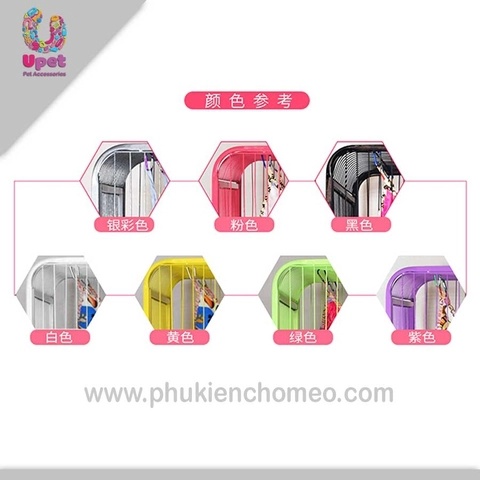 Upet
Pet Accessories
颜色参考
银彩色
粉色
黑色
白色
黄色
绿色
紫色
www.phukienchomeo.com